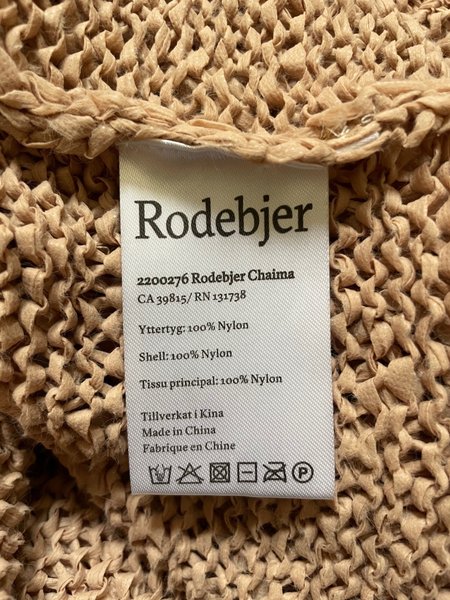 Rodebjer
2200276 Rodebjer Chaima
CA 39815/ RN 131738
Yttertyg: 100% Nylon
Shell: 100% Nylon
Tissu principal: 100% Nylon
Tillverkat i Kina
Made in China
Fabrique en Chine
P